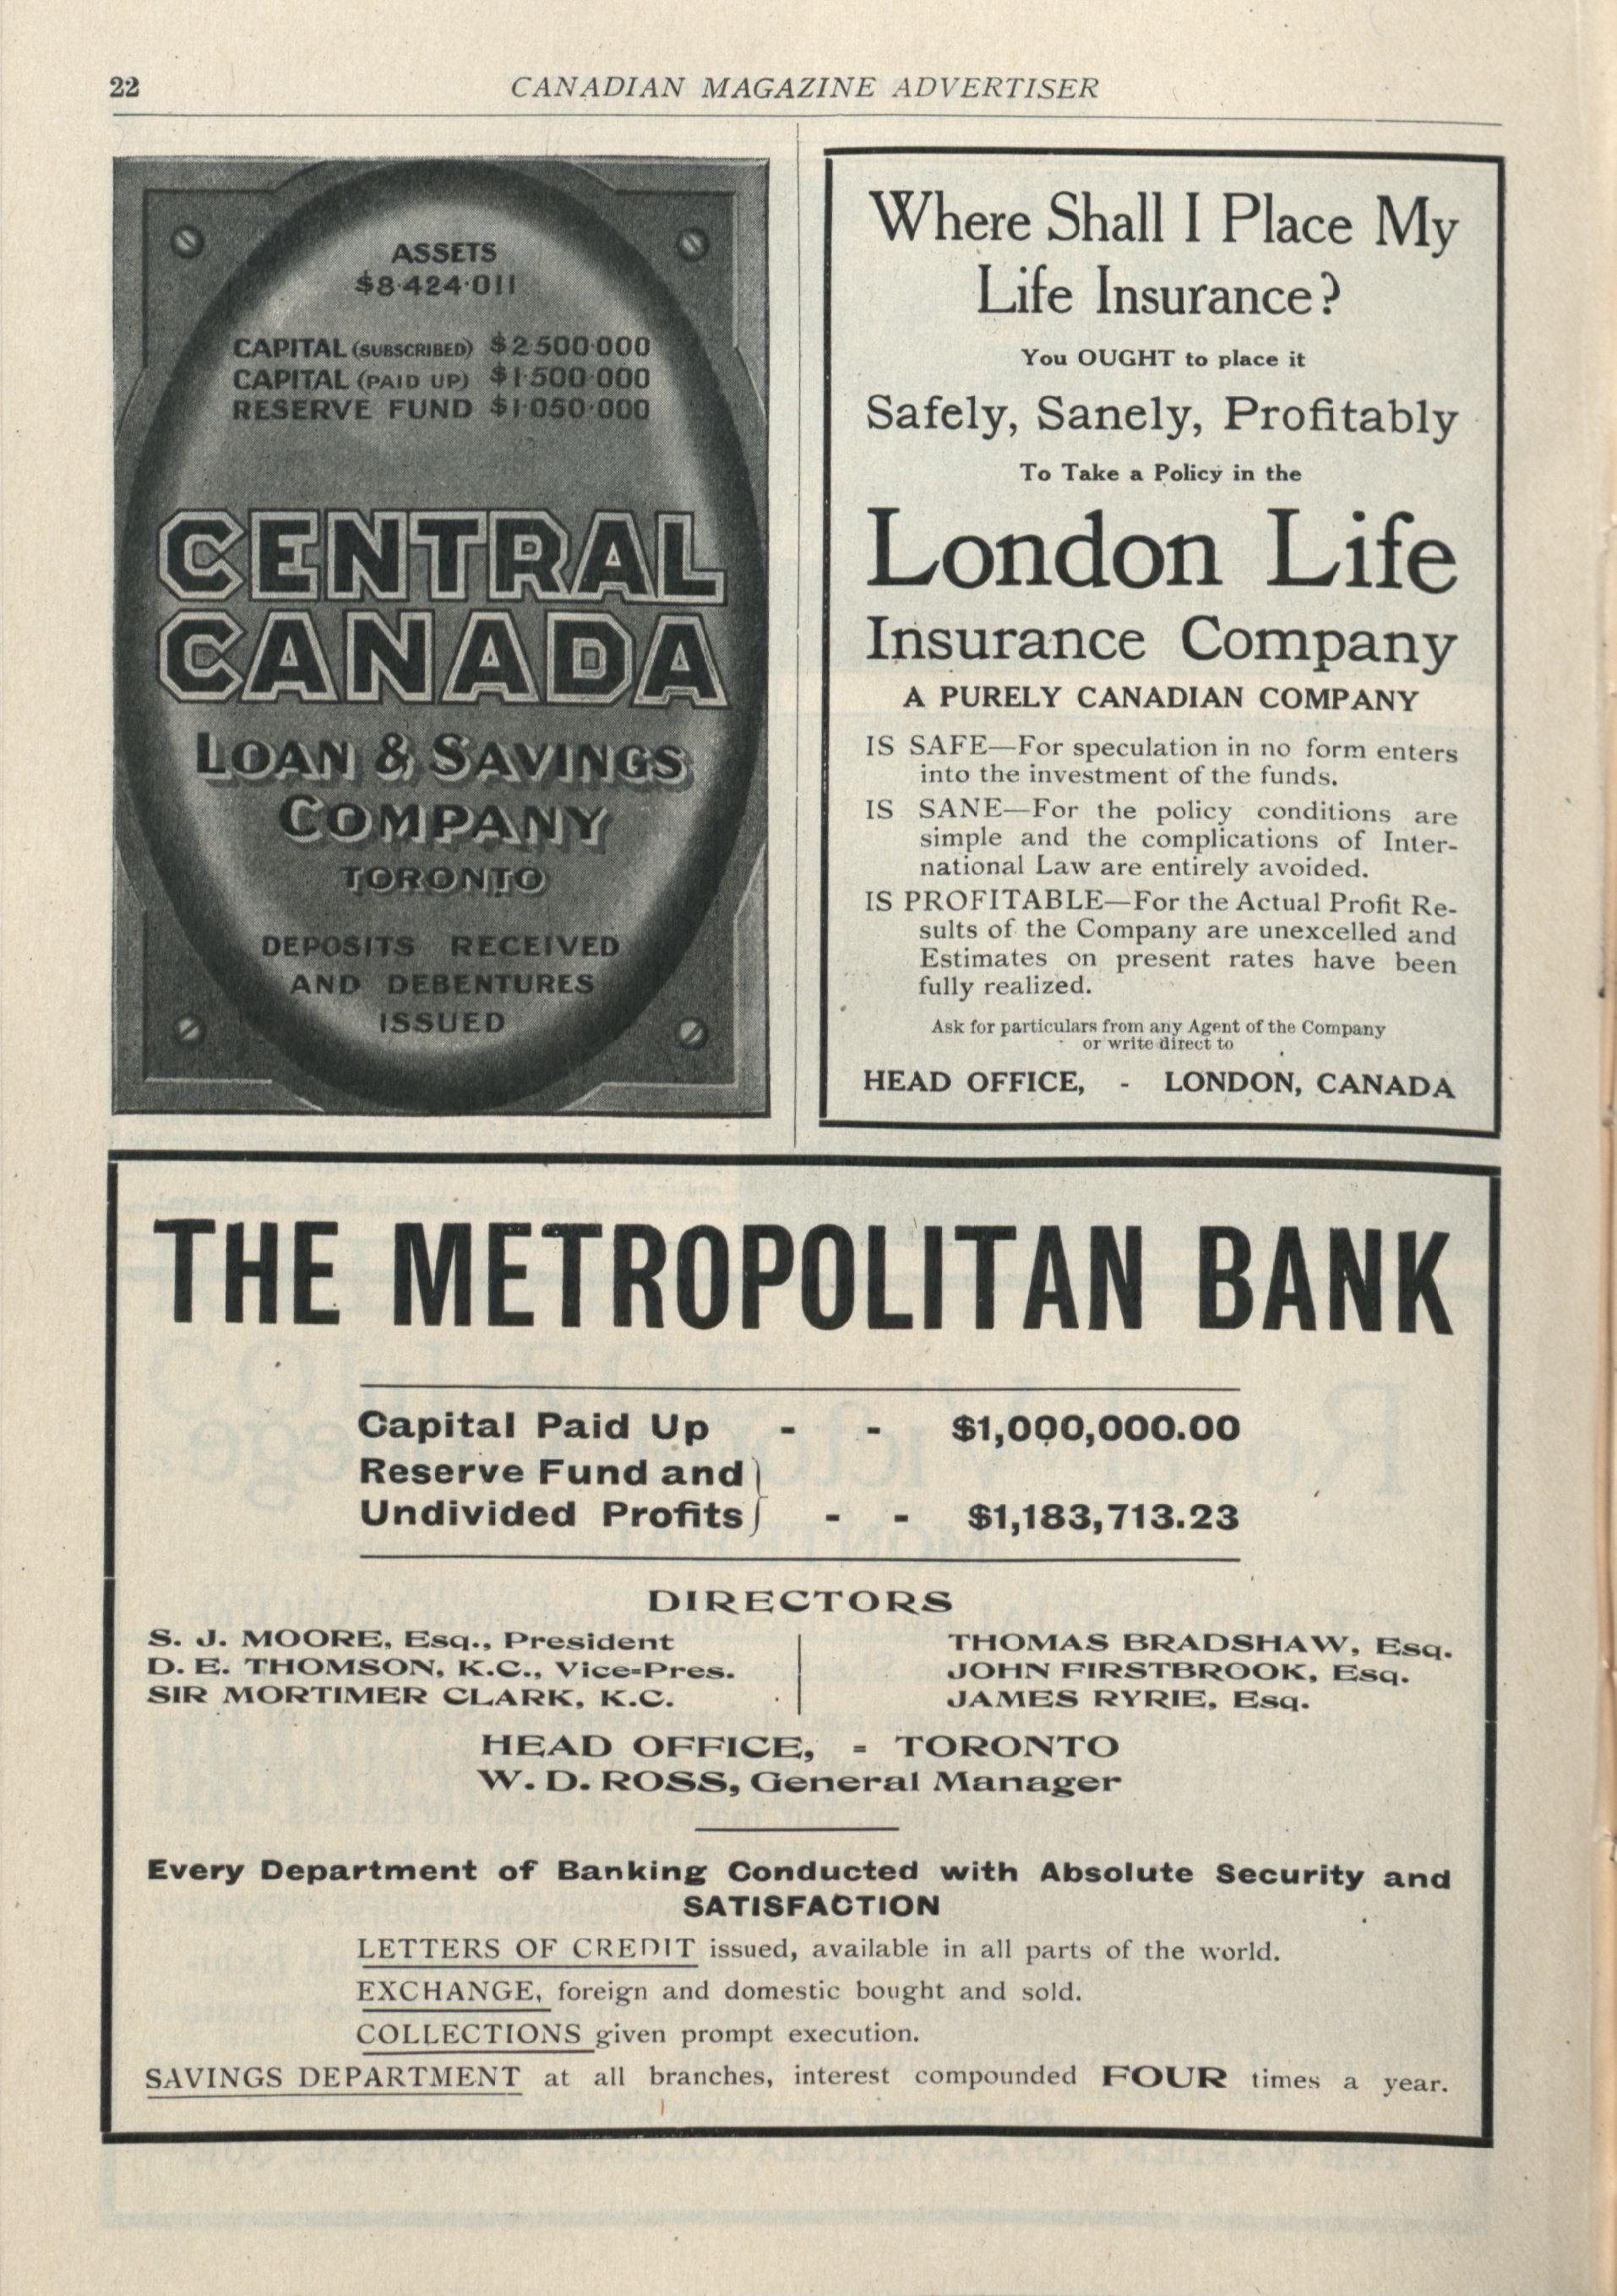 22
CANADIAN MAGAZINE ADVERTISER
ASSETS
$8·424·011
CAPITAL (SUBSCRIBED) $2·500·000
CAPITAL (PAID UP) $1·500·000
RESERVE FUND $1·050·000
CENTRAL
CANADA
LOAN & SAVINGS
COMPANY
TORONTO
DEPOSITS RECEIVED
AND DEBENTURES
ISSUED
Where Shall I Place My
Life Insurance?
You OUGHT to place it
Safely, Sanely, Profitably
To Take a Policy in the
London Life
Insurance Company
A PURELY CANADIAN COMPANY
IS SAFE—For speculation in no form enters
into the investment of the funds.
IS SANE—For the policy conditions are
simple and the complications of Inter-
national Law are entirely avoided.
IS PROFITABLE—For the Actual Profit Re-
sults of the Company are unexcelled and
Estimates on present rates have been
fully realized.
Ask for particulars from any Agent of the Company
or write direct to
HEAD OFFICE, - LONDON, CANADA
THE METROPOLITAN BANK
Capital Paid Up - - $1,000,000.00
Reserve Fund and
Undivided Profits - - $1,183,713.23
DIRECTORS
S. J. MOORE, Esq., President
D. E. THOMSON, K.C., Vice-Pres.
SIR MORTIMER CLARK, K.C.
THOMAS BRADSHAW, Esq.
JOHN FIRSTBROOK, Esq.
JAMES RYRIE, Esq.
HEAD OFFICE, - TORONTO
W. D. ROSS, General Manager
Every Department of Banking Conducted with Absolute Security and
SATISFACTION
LETTERS OF CREDIT issued, available in all parts of the world.
EXCHANGE, foreign and domestic bought and sold.
COLLECTIONS given prompt execution.
SAVINGS DEPARTMENT at all branches, interest compounded FOUR times a year.